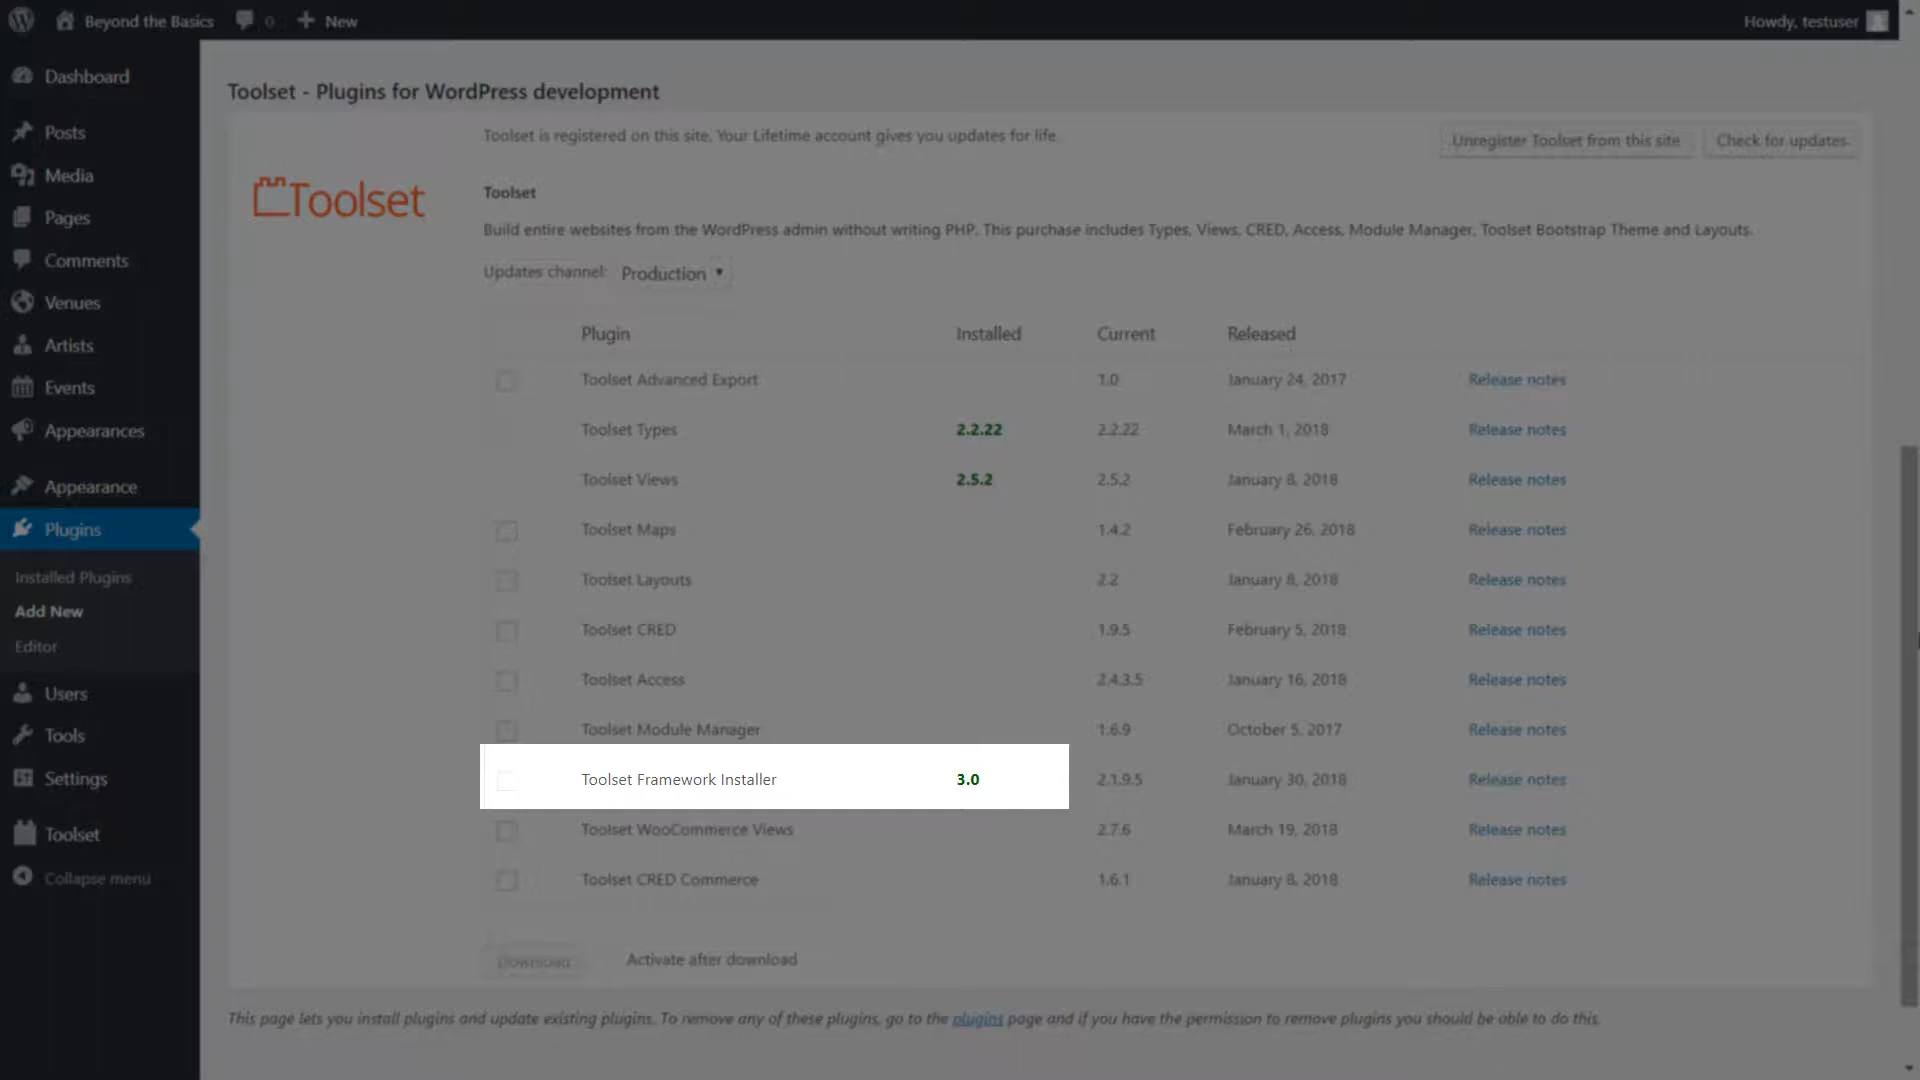 Beyond the Basics 0 New Howdy, testuser
Dashboard
Posts
Media
Pages
Comments
Venues
Artists
Events
Appearances
Appearance
Plugins
Installed Plugins
Add New
Editor
Users
Tools
Settings
Toolset
Collapse menu
Toolset - Plugins for WordPress development
Toolset is registered on this site. Your Lifetime account gives you updates for life.
Unregister Toolset from this site Check for updates
Toolset
Toolset
Build entire websites from the WordPress admin without writing PHP. This purchase includes Types, Views, CRED, Access, Module Manager, Toolset Bootstrap Theme and Layouts.
Updates channel: Production
Plugin Installed Current Released
Toolset Advanced Export 1.0 January 24, 2017 Release notes
Toolset Types 2.2.22 2.2.22 March 1, 2018 Release notes
Toolset Views 2.5.2 2.5.2 January 8, 2018 Release notes
Toolset Maps 1.4.2 February 26, 2018 Release notes
Toolset Layouts 2.2 January 8, 2018 Release notes
Toolset CRED 1.9.5 February 5, 2018 Release notes
Toolset Access 2.4.3.5 January 16, 2018 Release notes
Toolset Module Manager 1.6.9 October 5, 2017 Release notes
Toolset Framework Installer 3.0 2.1.9.5 January 30, 2018 Release notes
Toolset WooCommerce Views 2.7.6 March 19, 2018 Release notes
Toolset CRED Commerce 1.6.1 January 8, 2018 Release notes
Download Activate after download
This page lets you install plugins and update existing plugins. To remove any of these plugins, go to the plugins page and if you have the permission to remove plugins you should be able to do this.